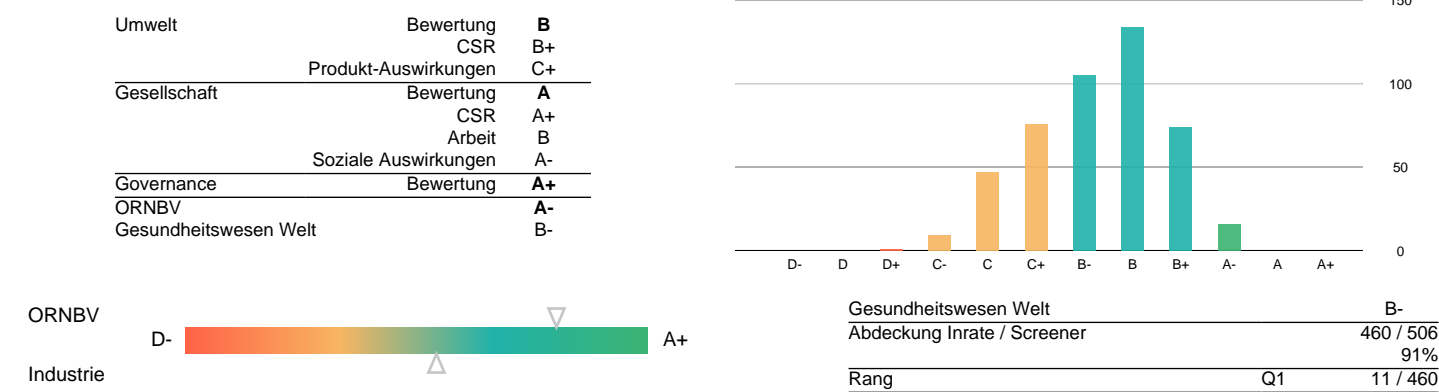 Umwelt Bewertung B
CSR B+
Produkt-Auswirkungen C+
Gesellschaft Bewertung A
CSR A+
Arbeit B
Soziale Auswirkungen A-
Governance Bewertung A+
ORNBV A-
Gesundheitswesen Welt B-
150
100
50
0
D- D D+ C- C C+ B- B B+ A- A A+
ORNBV
D- A+
Industrie
Gesundheitswesen Welt B-
Abdeckung Inrate / Screener 460 / 506
91%
Rang Q1 11 / 460